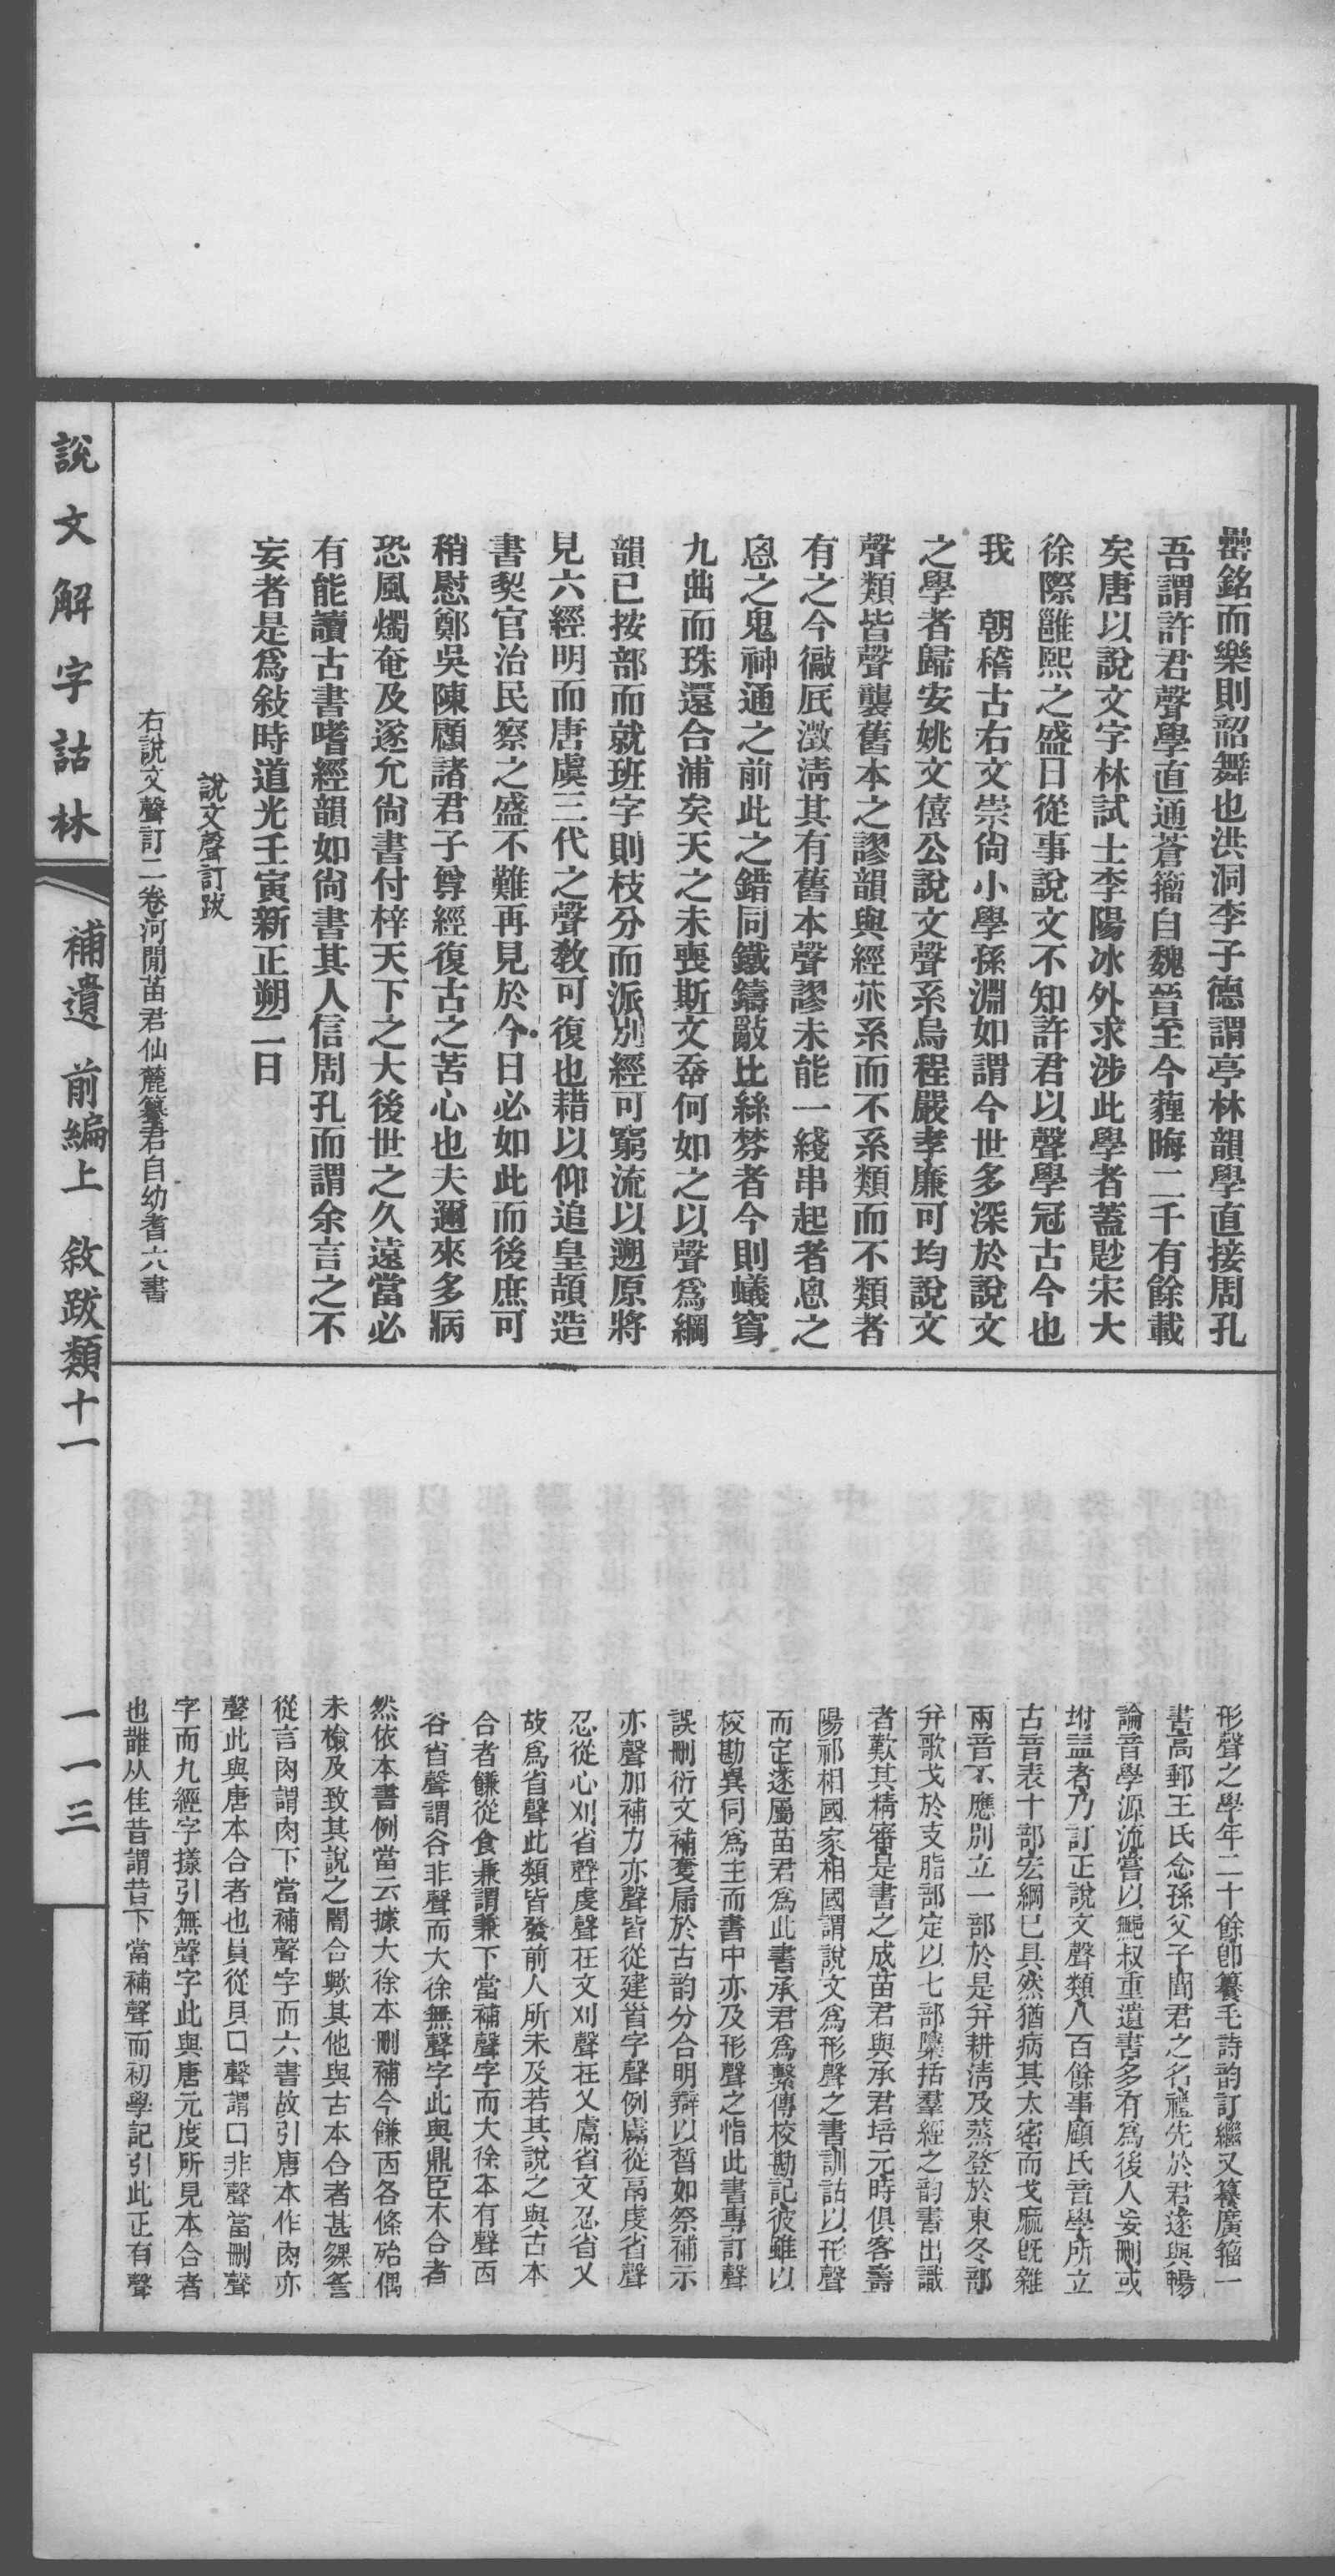 罍銘而樂則韶舞也洪洞李子德謂亭林韻學直接周孔
吾謂許君聲學直通蒼籀自魏晉至今薶晦二千有餘載
矣唐以說文字林試士李陽冰外求涉此學者蓋尟宋大
徐際雝熙之盛日從事說文不知許君以聲學冠古今也
我　朝稽古右文崇尙小學孫淵如謂今世多深於說文
之學者歸安姚文僖公說文聲系烏程嚴孝廉可均說文
聲類皆聲襲舊本之謬韻與經茮系而不系類而不類者
有之今徽厎澂淸其有舊本聲謬未能一綫串起者恖之
恖之鬼神通之前此之錯同鐵鑄敽比絲棼者今則蟻穿
九曲而珠還合浦矣天之未喪斯文奋何如之以聲爲綱
韻已按部而就班字則枝分而派別經可窮流以遡原將
見六經明而唐虞三代之聲敎可復也耤以仰追皇頡造
書契官治民察之盛不難再見於今日必如此而後庶可
稍慰鄭吳陳顧諸君子尊經復古之苦心也夫邇來多病
恐風燭奄及遂允尙書付梓天下之大後世之久遠當必
有能讀古書嗜經韻如尙書其人信周孔而謂余言之不
妄者是爲敍時道光壬寅新正朔二日
說文聲訂跋
右說文聲訂二卷河閒苗君仙麓纂君自幼耆六書
形聲之學年二十餘卽纂毛詩韵訂繼又纂廣籀一
書高郵王氏念孫父子聞君之名禮先於君遂與暢
論音學源流嘗以鄦叔重遺書多有爲後人妄刪或
坿盓者乃訂正說文聲類八百餘事顧氏音學所立
古音表十部宏綱已具然猶病其太密而戈麻旣雜
兩音不應別立一部於是幷耕淸及蒸登於東冬部
幷歌戈於支脂部定以七部櫽括羣經之韵書出識
者歎其精審是書之成苗君與承君培元時俱客壽
陽祁相國家相國謂說文爲形聲之書訓詁以形聲
而定遂屬苗君爲此書承君爲繫傳校勘記彼雖以
校勘異同爲主而書中亦及形聲之恉此書專訂聲
誤刪衍文補敓屚於古韵分合明辯以晳如祭補示
亦聲加補力亦聲皆從建首字聲例鬳從鬲虔省聲
忍從心刈省聲虔聲在文刈聲在乂鬳省文忍省乂
故爲省聲此類皆發前人所未及若其說之與古本
合者鎌從食兼謂兼下當補聲字而大徐本有聲㐁
谷省聲謂谷非聲而大徐無聲字此與鼎臣本合者
然依本書例當云據大徐本刪補今鎌㐁各條殆偶
未檢及致其說之闇合歟其他與古本合者甚夥詧
從言肉謂肉下當補聲字而六書故引唐本作肉亦
聲此與唐本合者也員從貝口聲謂口非聲當刪聲
字而九經字㨾引無聲字此與唐元度所見本合者
也雥从隹昔謂昔下當補聲而初學記引此正有聲
說文解字詁林
補遺　前編上　敘跋類十一
一一三